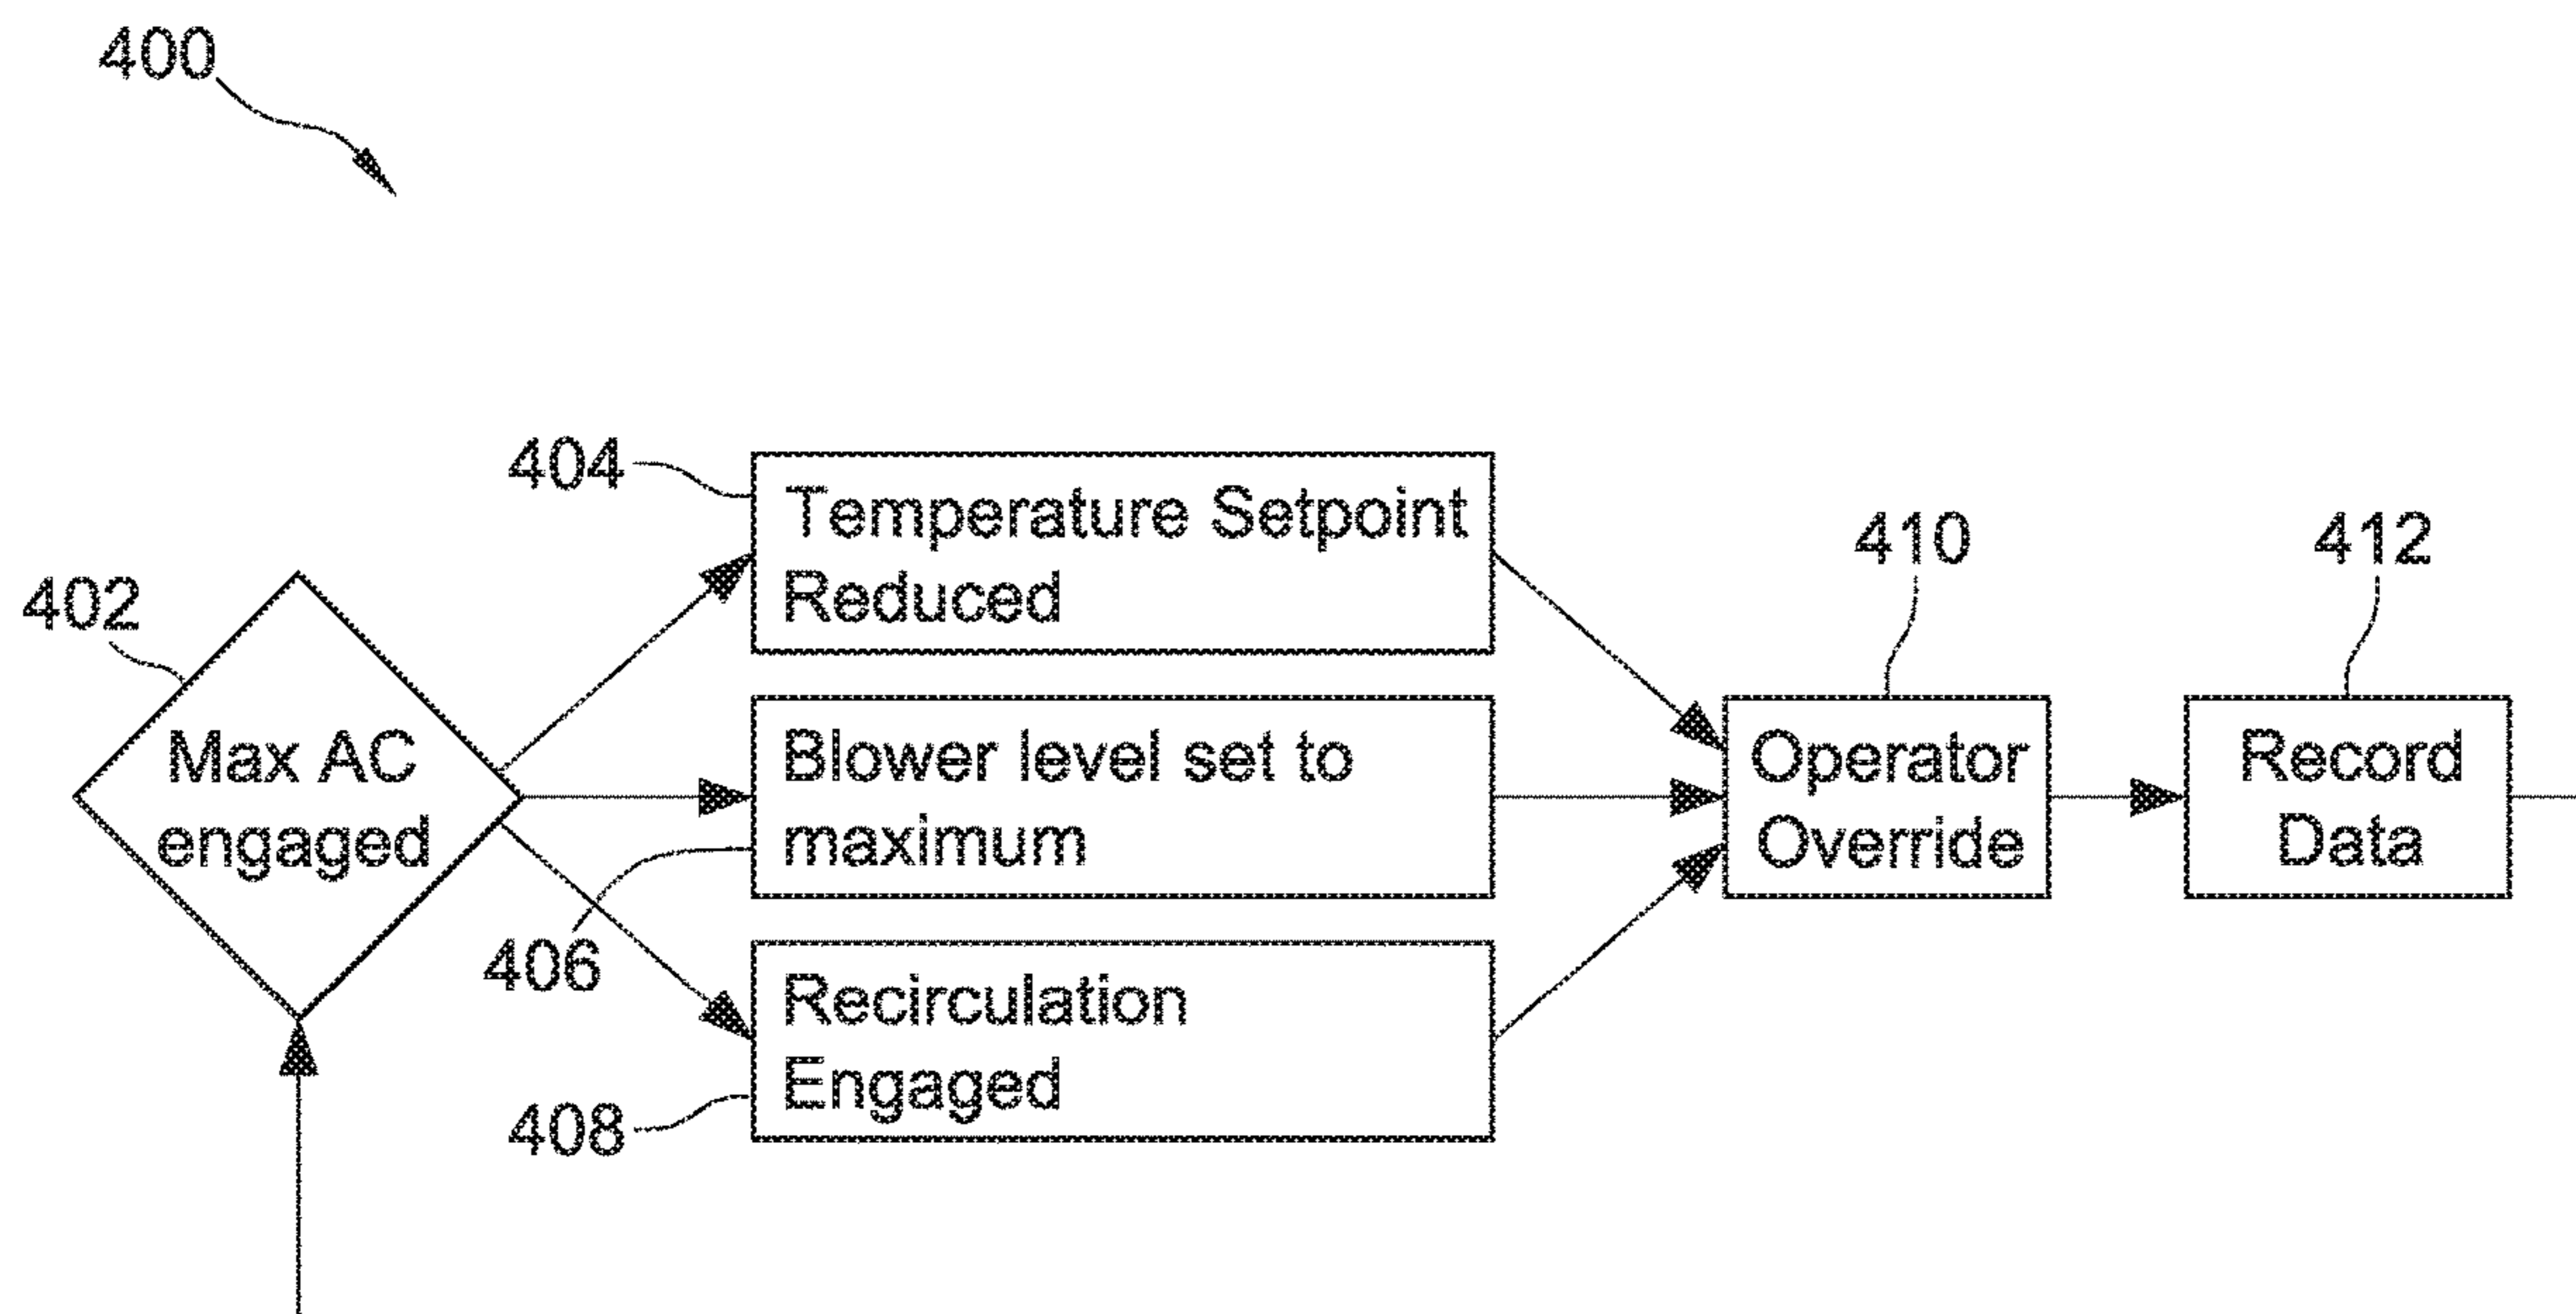 400
404
Temperature Setpoint
Reduced
410
412
402
Max AC
engaged
Blower level set to
maximum
Operator
Override
Record
Data
406
Recirculation
Engaged
408